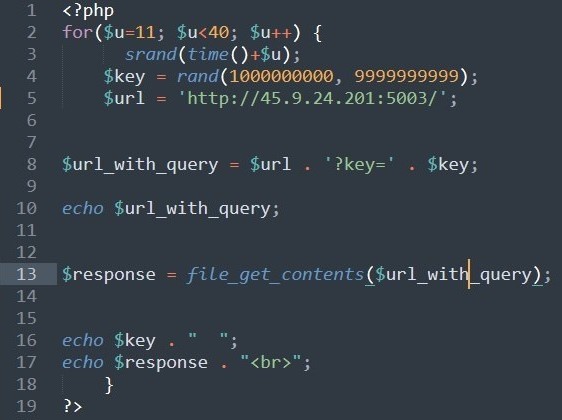 1 <?php
2 for($u=11; $u<40; $u++) {
3 srand(time()+$u);
4 $key = rand(1000000000, 9999999999);
5 $url = 'http://45.9.24.201:5003/';
6
7
8 $url_with_query = $url . '?key=' . $key;
9
10 echo $url_with_query;
11
12
13 $response = file_get_contents($url_with_query);
14
15
16 echo $key . "  ";
17 echo $response . "<br>";
18 }
19 ?>